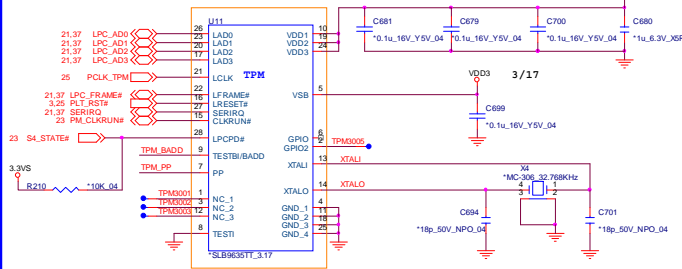 U11
TPM
*SLB9635TT_3.17
21,37 LPC_AD0
21,37 LPC_AD1
21,37 LPC_AD2
21,37 LPC_AD3
25 PCLK_TPM
21,37 LPC_FRAME#
3,25 PLT_RST#
21,37 SERIRQ
23 PM_CLKRUN#
23 S4_STATE#
3.3VS
R210 *10K_04
TPM_BADD
TPM_PP
TPM3001
TPM3002
TPM3003
26 LAD0
23 LAD1
20 LAD2
17 LAD3
21 LCLK
22 LFRAME#
16 LRESET#
27 SERIRQ
15 CLKRUN#
28 LPCPD#
9 TESTBI/BADD
7 PP
1 NC_1
3 NC_2
12 NC_3
8 TESTI
VDD1 10
VDD2 19
VDD3 24
VSB 5
GPIO 6
GPIO2 2
XTALI 13
XTALO 14
GND_1 4
GND_2 11
GND_3 18
GND_4 25
TPM3005
XTALI
XTALO
C681
*0.1u_16V_Y5V_04
C679
*0.1u_16V_Y5V_04
C700
*0.1u_16V_Y5V_04
C680
*1u_6.3V_X5R
VDD3
3/17
C699
*0.1u_16V_Y5V_04
X4
*MC-306_32.768KHz
4 1
3 2
C694
*18p_50V_NPO_04
C701
*18p_50V_NPO_04